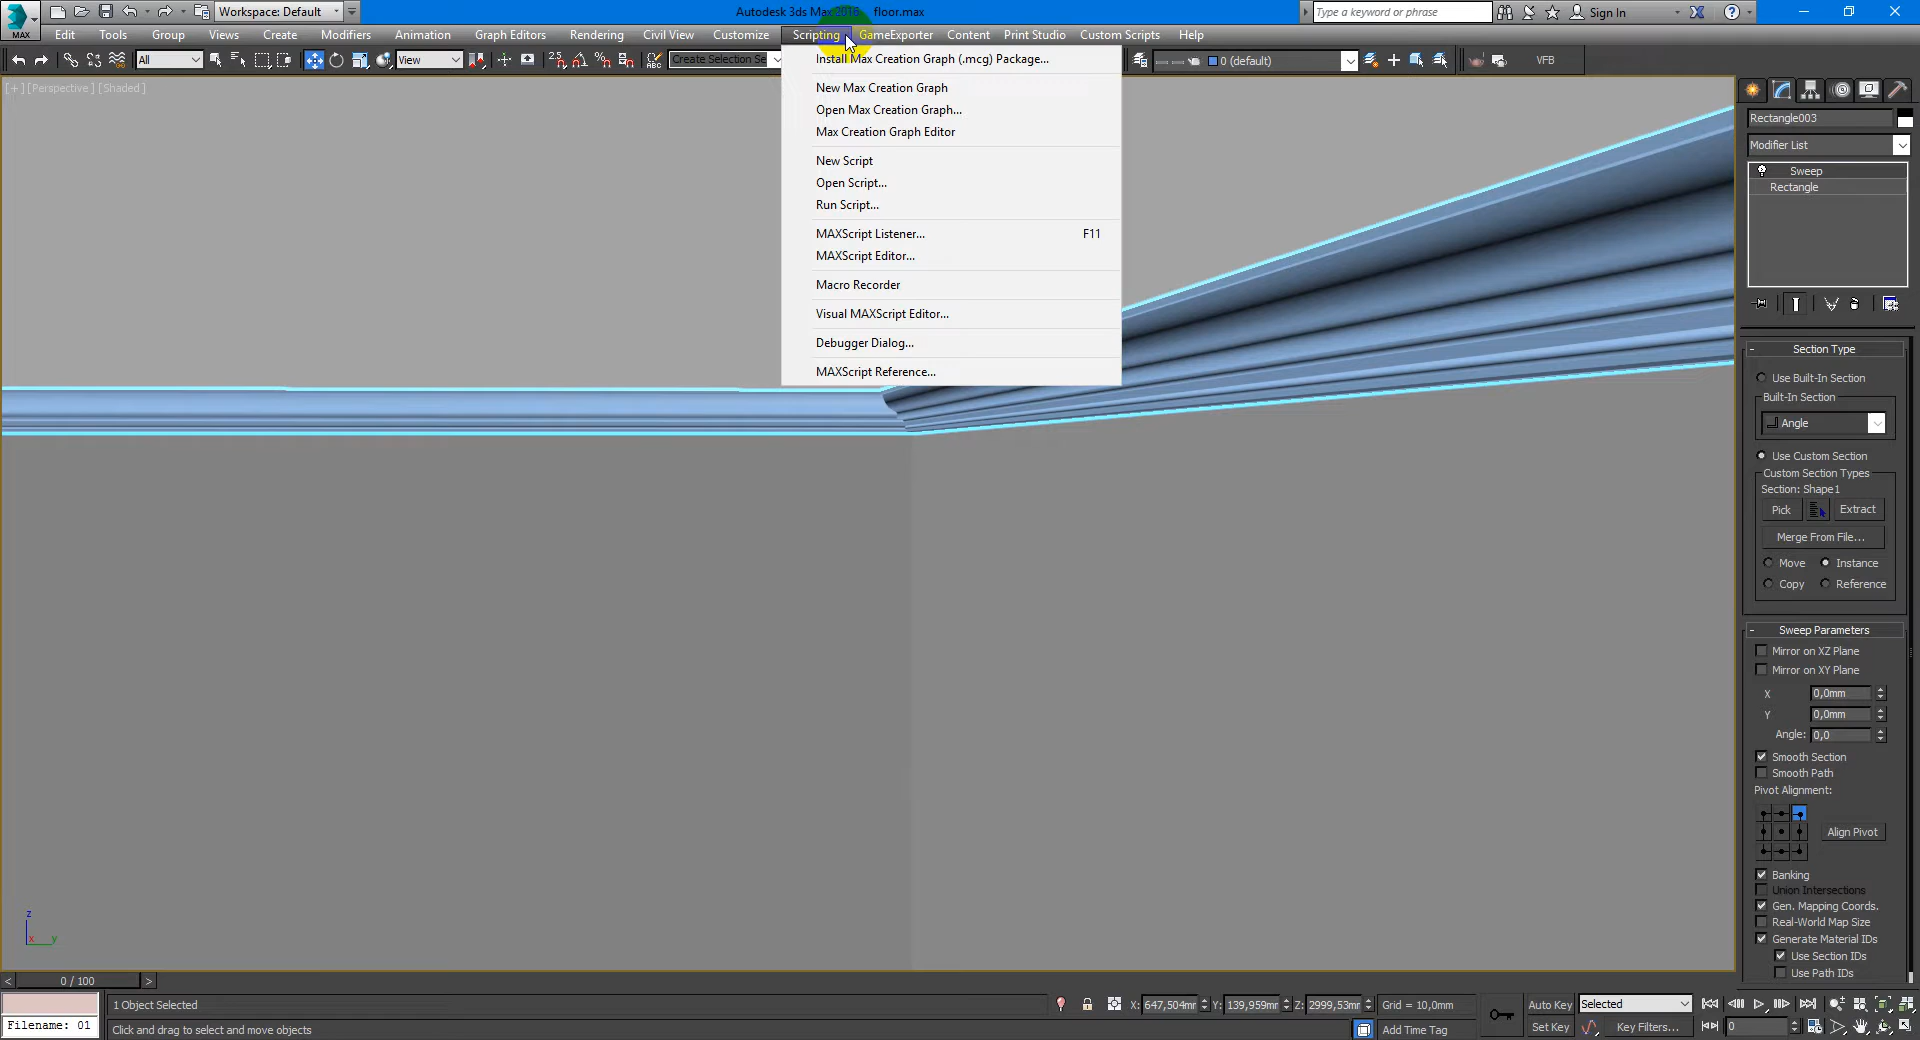 Workspace: Default
Autodesk 3ds Max 2016 floor.max
Type a keyword or phrase
Sign In
MAX
Edit Tools Group Views Create Modifiers Animation Graph Editors Rendering Civil View Customize Scripting GameExporter Content Print Studio Custom Scripts Help
All
View
Create Selection Se
0 (default)
VFB
[+] [Perspective] [Shaded]
Install Max Creation Graph (.mcg) Package...
New Max Creation Graph
Open Max Creation Graph...
Max Creation Graph Editor
New Script
Open Script...
Run Script...
MAXScript Listener... F11
MAXScript Editor...
Macro Recorder
Visual MAXScript Editor...
Debugger Dialog...
MAXScript Reference...
Rectangle003
Modifier List
Sweep
Rectangle
- Section Type
Use Built-In Section
Built-In Section
Angle
Use Custom Section
Custom Section Types
Section: Shape1
Pick Extract
Merge From File...
Move Instance
Copy Reference
- Sweep Parameters
Mirror on XZ Plane
Mirror on XY Plane
X 0,0mm
Y 0,0mm
Angle: 0,0
Smooth Section
Smooth Path
Pivot Alignment:
Align Pivot
Banking
Union Intersections
Gen. Mapping Coords.
Real-World Map Size
Generate Material IDs
Use Section IDs
Use Path IDs
z
x y
< 0 / 100 >
1 Object Selected
X: 647,504mr Y: 139,959mm Z: 2999,53mm Grid = 10,0mm
Auto Key Selected
Filename: 01
Click and drag to select and move objects
Add Time Tag
Set Key Key Filters... 0